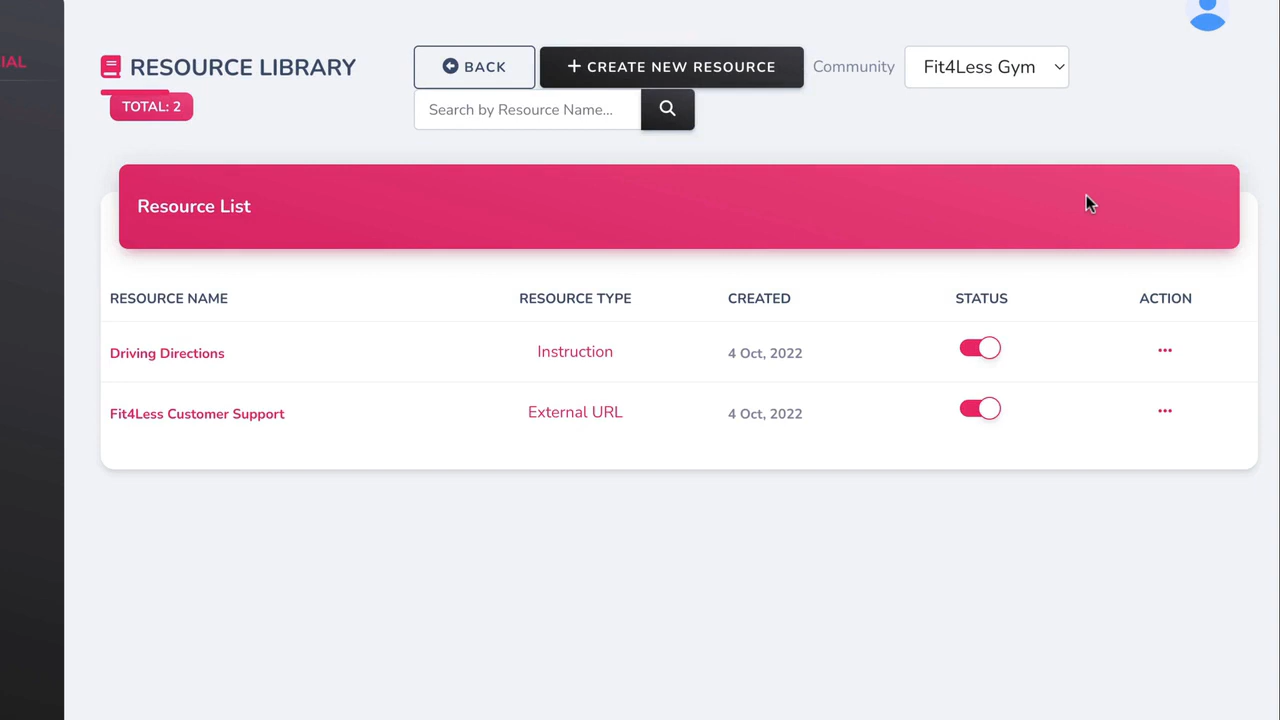 IAL
RESOURCE LIBRARY
TOTAL: 2
BACK
+ CREATE NEW RESOURCE
Community
Fit4Less Gym
Search by Resource Name...
Resource List
RESOURCE NAME RESOURCE TYPE CREATED STATUS ACTION
Driving Directions Instruction 4 Oct, 2022
Fit4Less Customer Support External URL 4 Oct, 2022